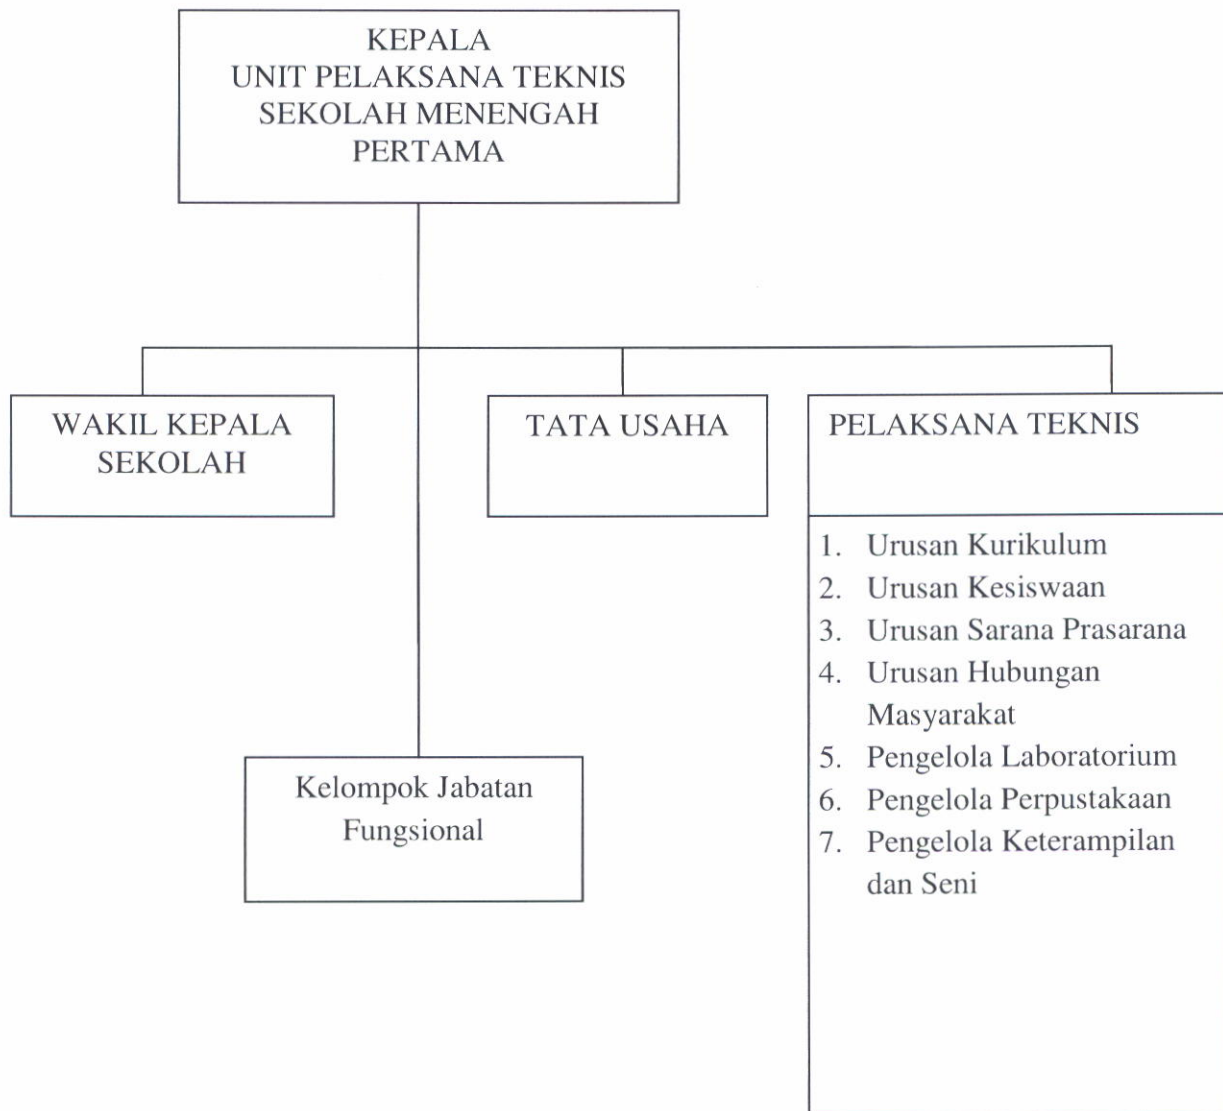 KEPALA
UNIT PELAKSANA TEKNIS
SEKOLAH MENENGAH
PERTAMA
WAKIL KEPALA
SEKOLAH
TATA USAHA
PELAKSANA TEKNIS
1. Urusan Kurikulum
2. Urusan Kesiswaan
3. Urusan Sarana Prasarana
4. Urusan Hubungan
Masyarakat
5. Pengelola Laboratorium
6. Pengelola Perpustakaan
7. Pengelola Keterampilan
dan Seni
Kelompok Jabatan
Fungsional